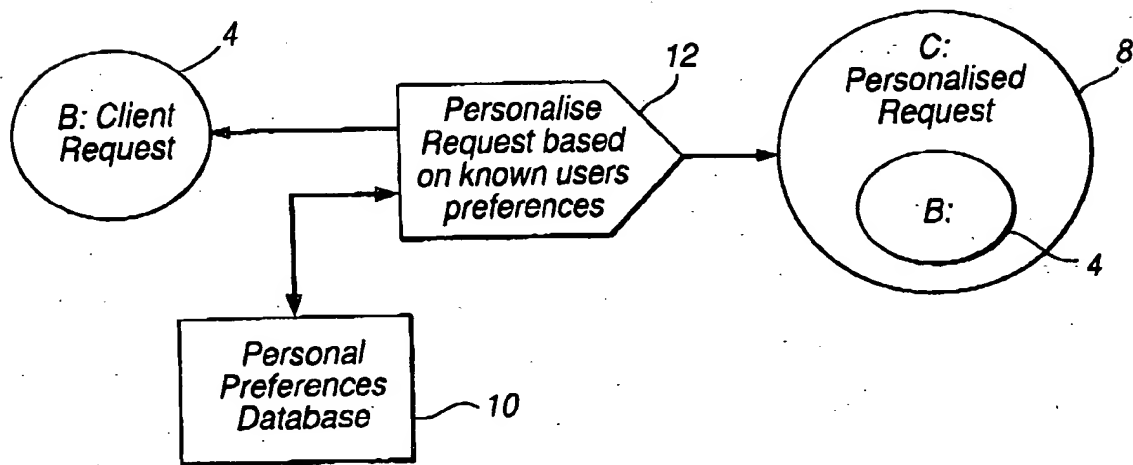 4
B: Client
Request
12
Personalise
Request based
on known users
preferences
C:
Personalised
Request
8
B:
4
Personal
Preferences
Database
10